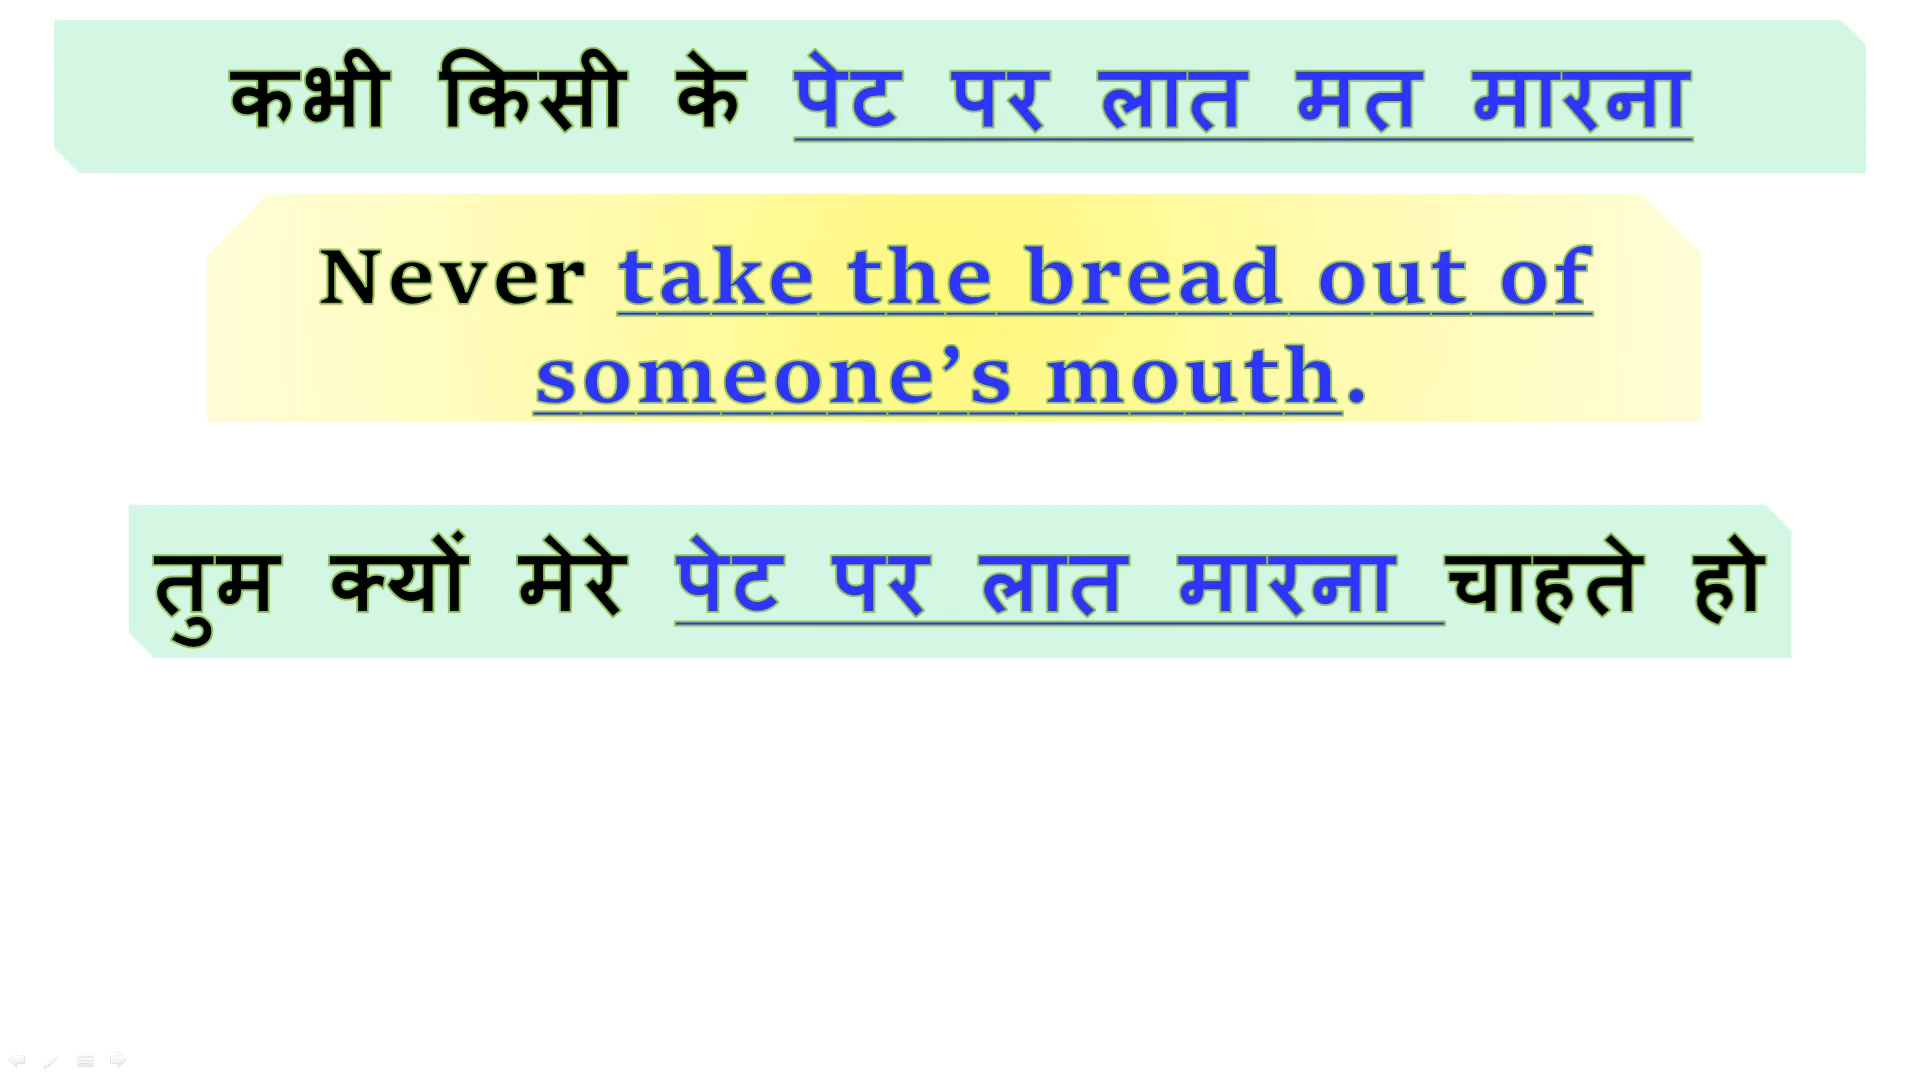 कभी किसी के पेट पर लात मत मारना
Never take the bread out of
someone’s mouth.
तुम क्यों मेरे पेट पर लात मारना चाहते हो